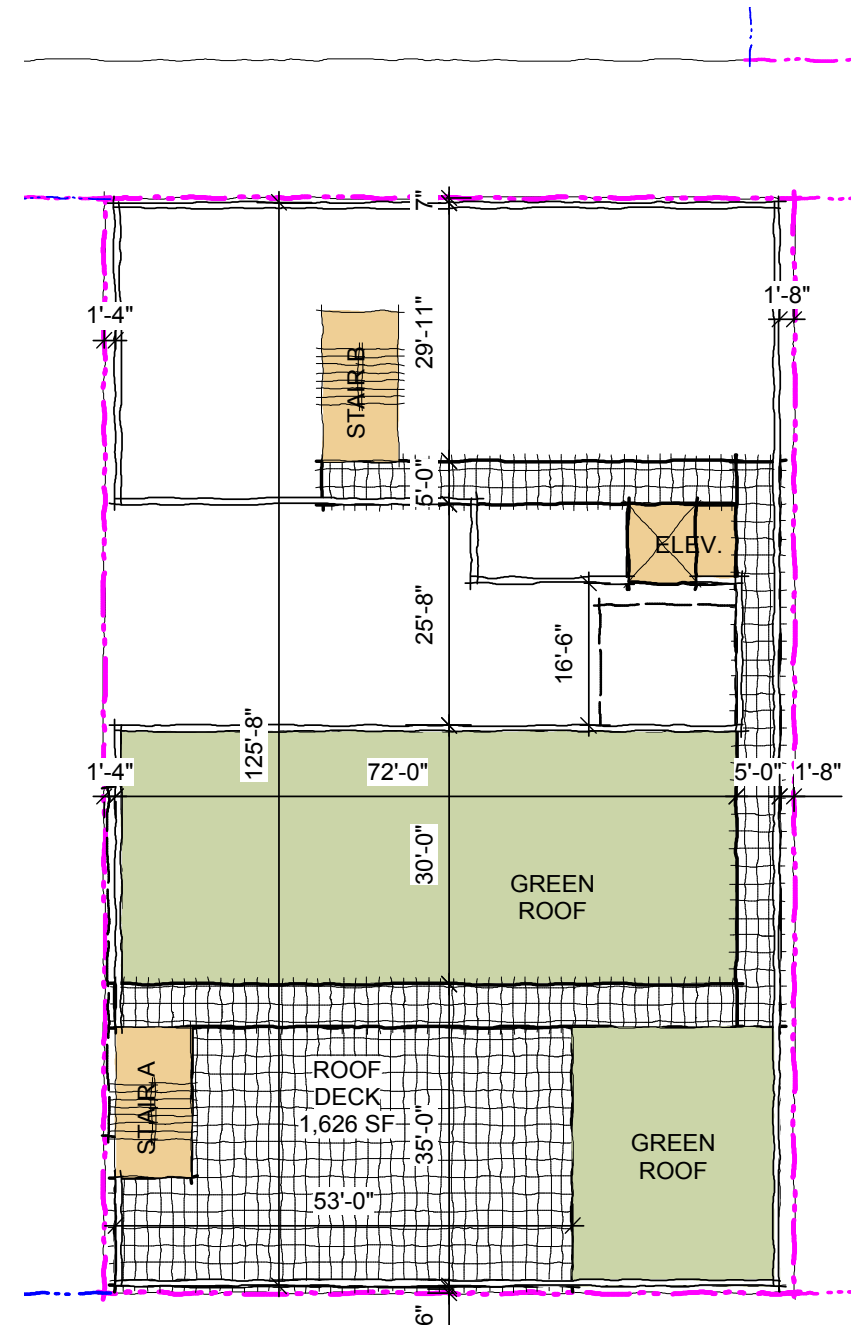 7"
1'-4"
1'-8"
29'-11"
STAIR B
5'-0"
ELEV.
25'-8"
16'-6"
125'-8"
1'-4"
72'-0"
5'-0"
1'-8"
30'-0"
GREEN
ROOF
STAIR A
ROOF
DECK
1,626 SF
35'-0"
GREEN
ROOF
53'-0"
6"